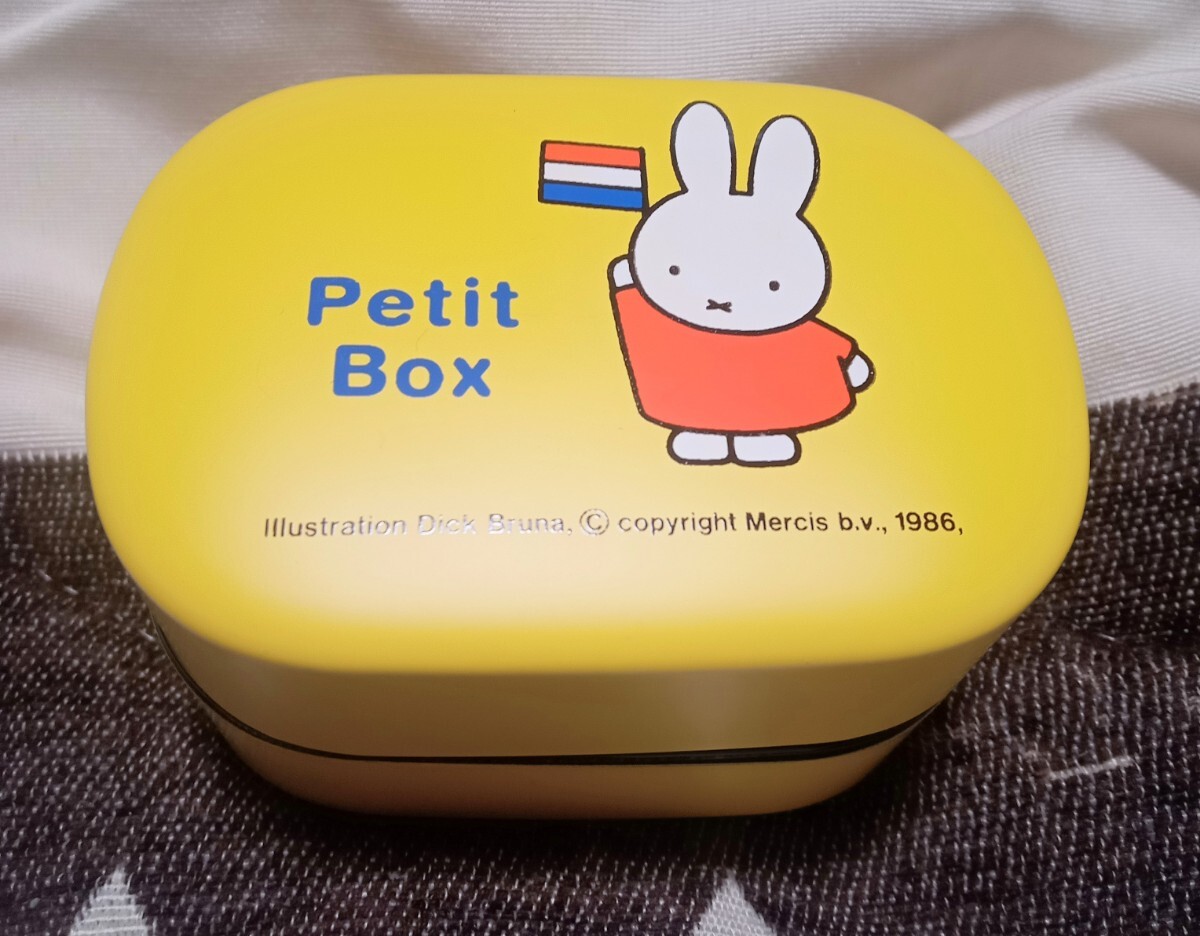 Petit
Box
Illustration Dick Bruna, © copyright Mercis b.v., 1986,